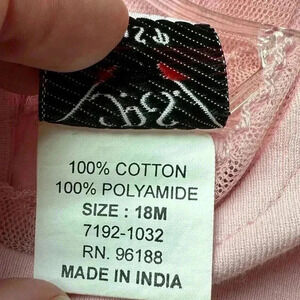 100% COTTON
100% POLYAMIDE
SIZE : 18M
7192-1032
RN. 96188
MADE IN INDIA